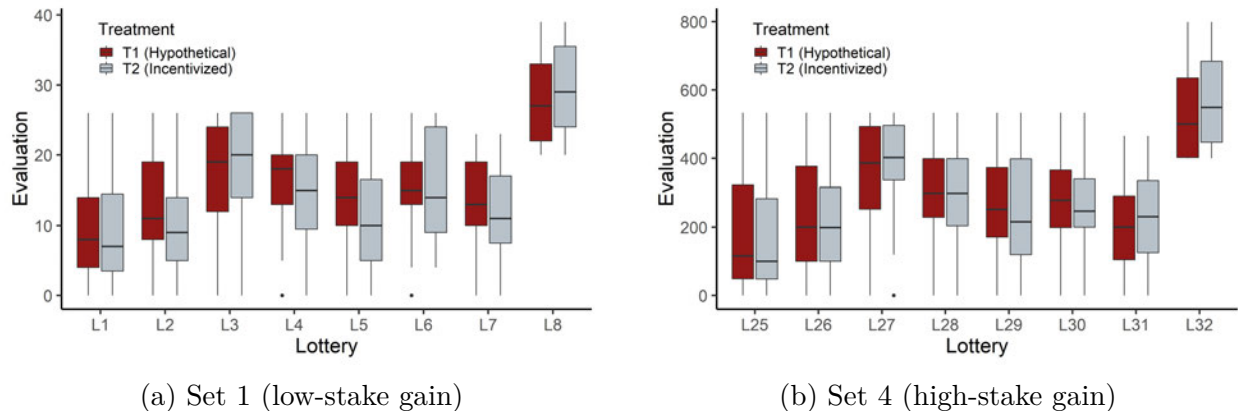 40
30
20
10
0
Evaluation
Treatment
T1 (Hypothetical)
T2 (Incentivized)
L1 L2 L3 L4 L5 L6 L7 L8
Lottery
(a) Set 1 (low-stake gain)
800
600
400
200
0
Evaluation
Treatment
T1 (Hypothetical)
T2 (Incentivized)
L25 L26 L27 L28 L29 L30 L31 L32
Lottery
(b) Set 4 (high-stake gain)